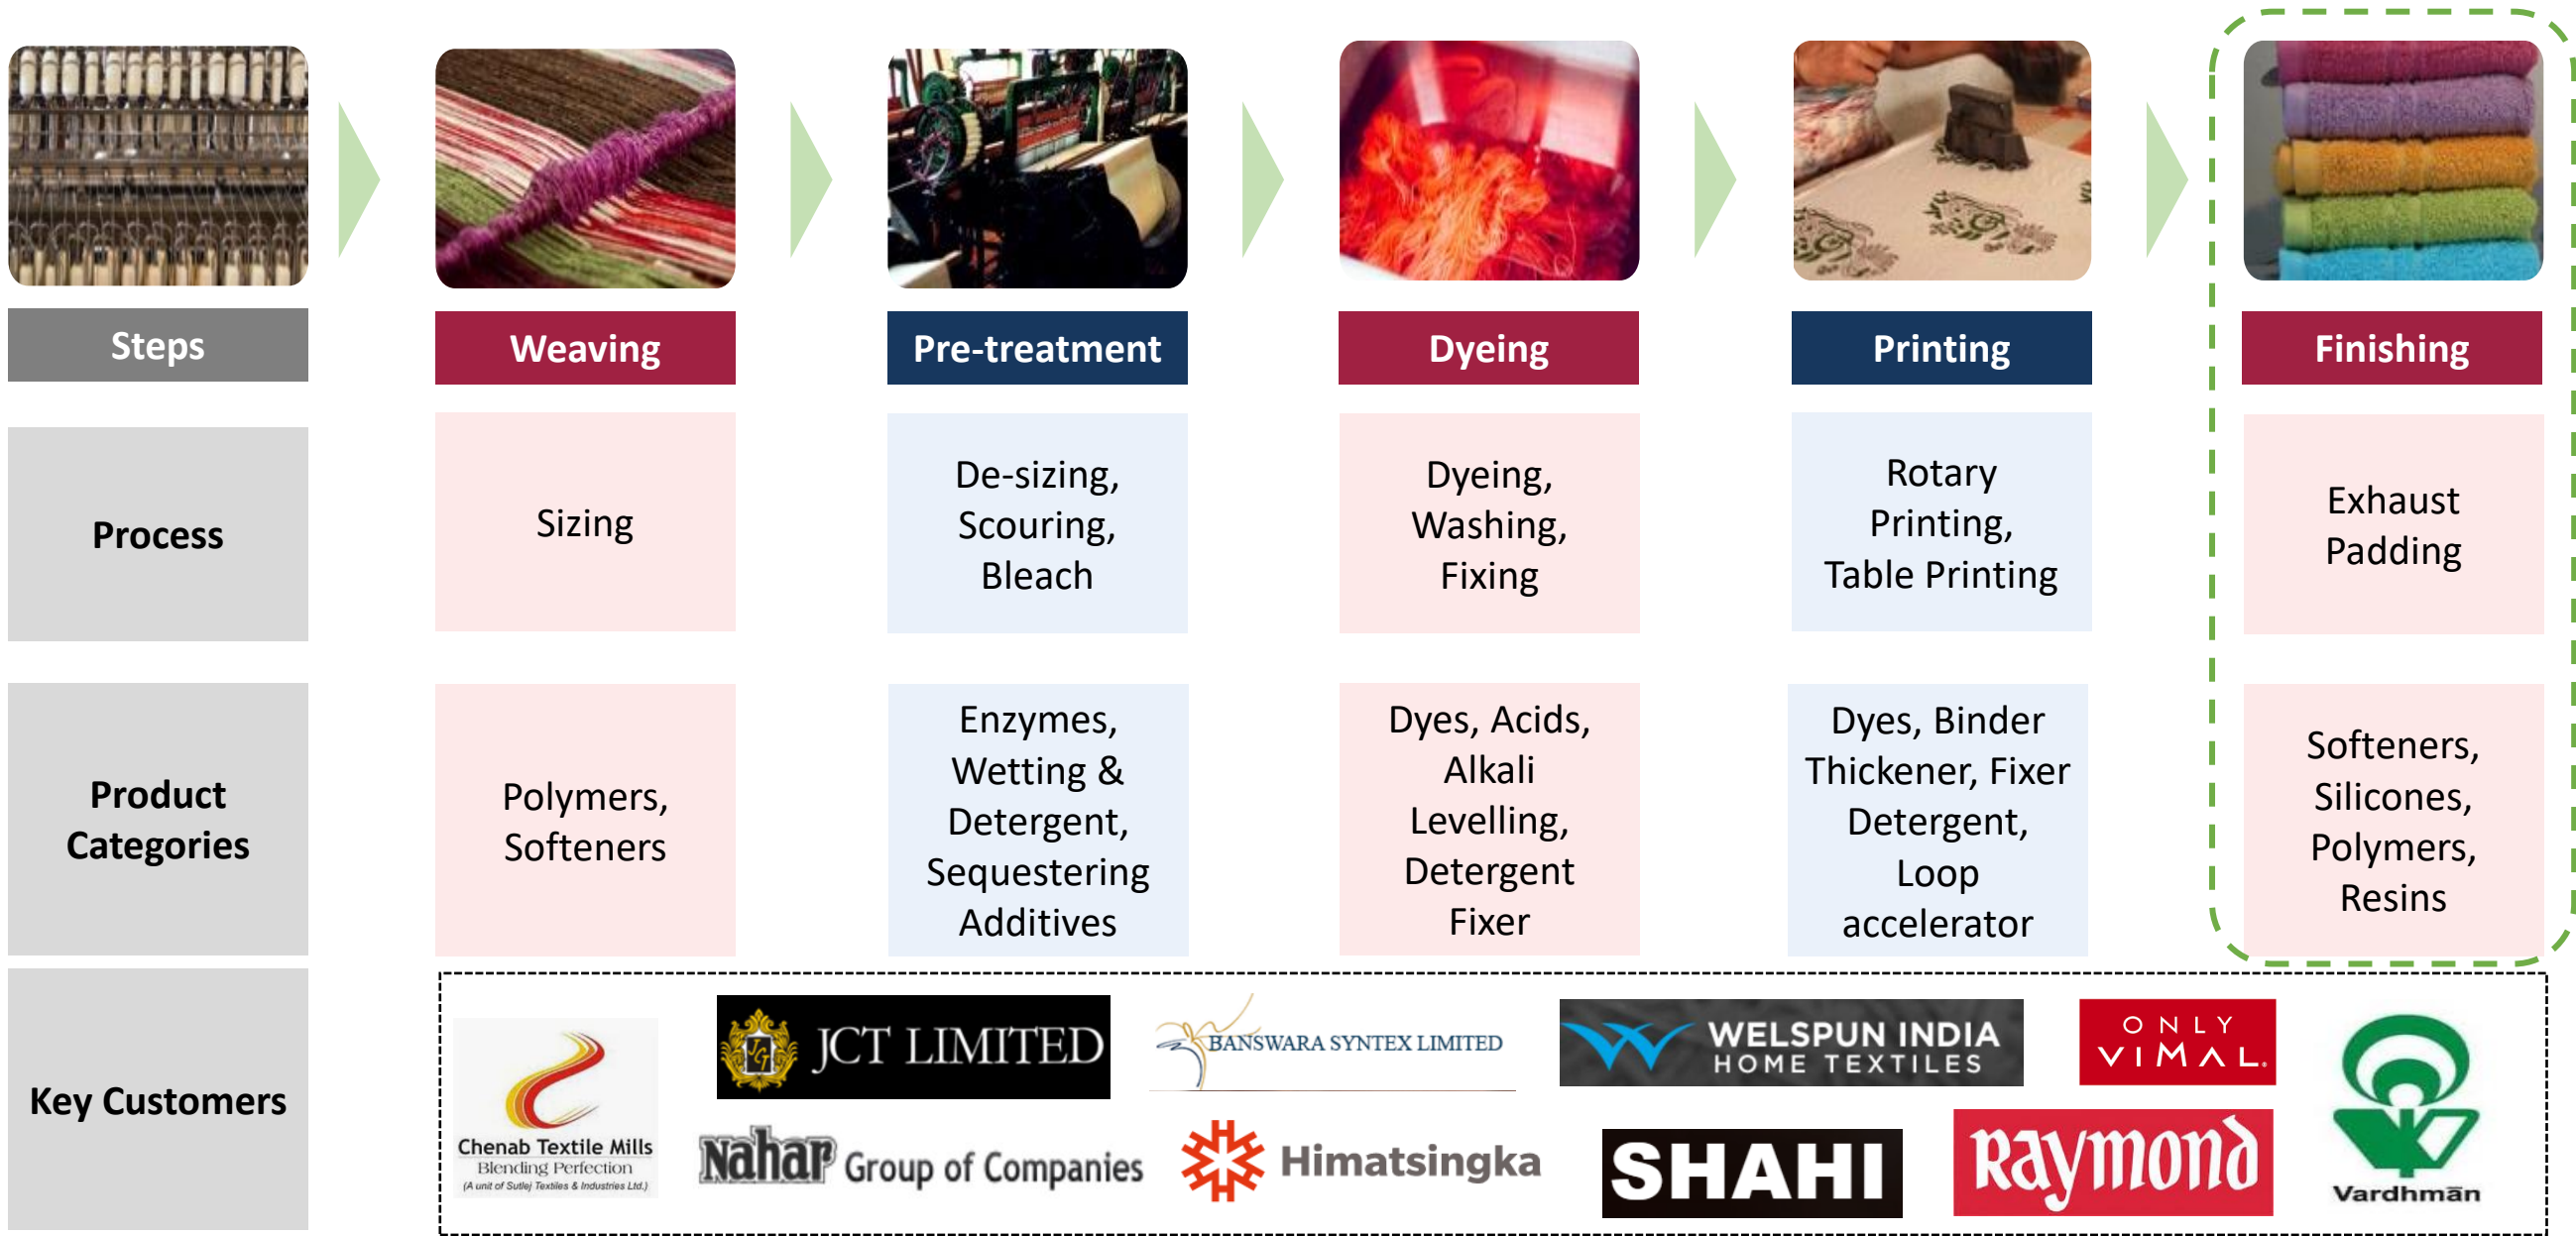 Steps
Weaving
Pre-treatment
Dyeing
Printing
Finishing
Process
Sizing
De-sizing,
Scouring,
Bleach
Dyeing,
Washing,
Fixing
Rotary
Printing,
Table Printing
Exhaust
Padding
Product
Categories
Polymers,
Softeners
Enzymes,
Wetting &
Detergent,
Sequestering
Additives
Dyes, Acids,
Alkali
Levelling,
Detergent
Fixer
Dyes, Binder
Thickener, Fixer
Detergent,
Loop
accelerator
Softeners,
Silicones,
Polymers,
Resins
Key Customers
Chenab Textile Mills
Blending Perfection
(A unit of Sutlej Textiles & Industries Ltd.)
JCT
JCT LIMITED
BANSWARA SYNTEX LIMITED
WELSPUN INDIA
HOME TEXTILES
ONLY
VIMAL.
Nahar Group of Companies
Himatsingka
SHAHI
Raymond
Vardhmān